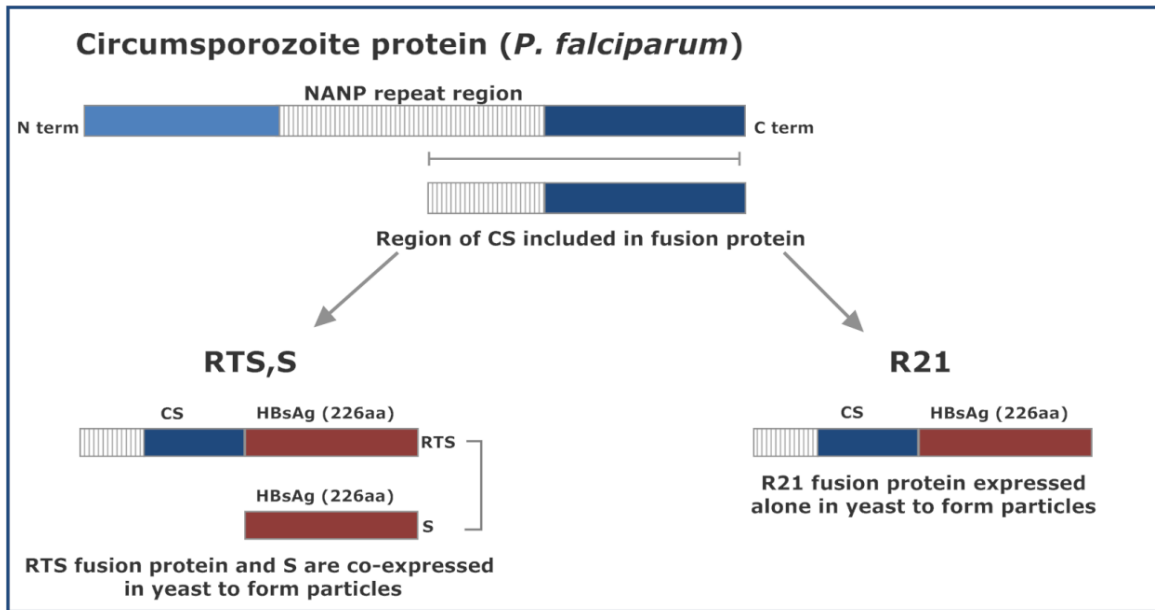 Circumsporozoite protein (P. falciparum)
NANP repeat region
N term
C term
Region of CS included in fusion protein
RTS,S
CS
HBsAg (226aa)
RTS
HBsAg (226aa)
S
RTS fusion protein and S are co-expressed
in yeast to form particles
R21
CS
HBsAg (226aa)
R21 fusion protein expressed
alone in yeast to form particles